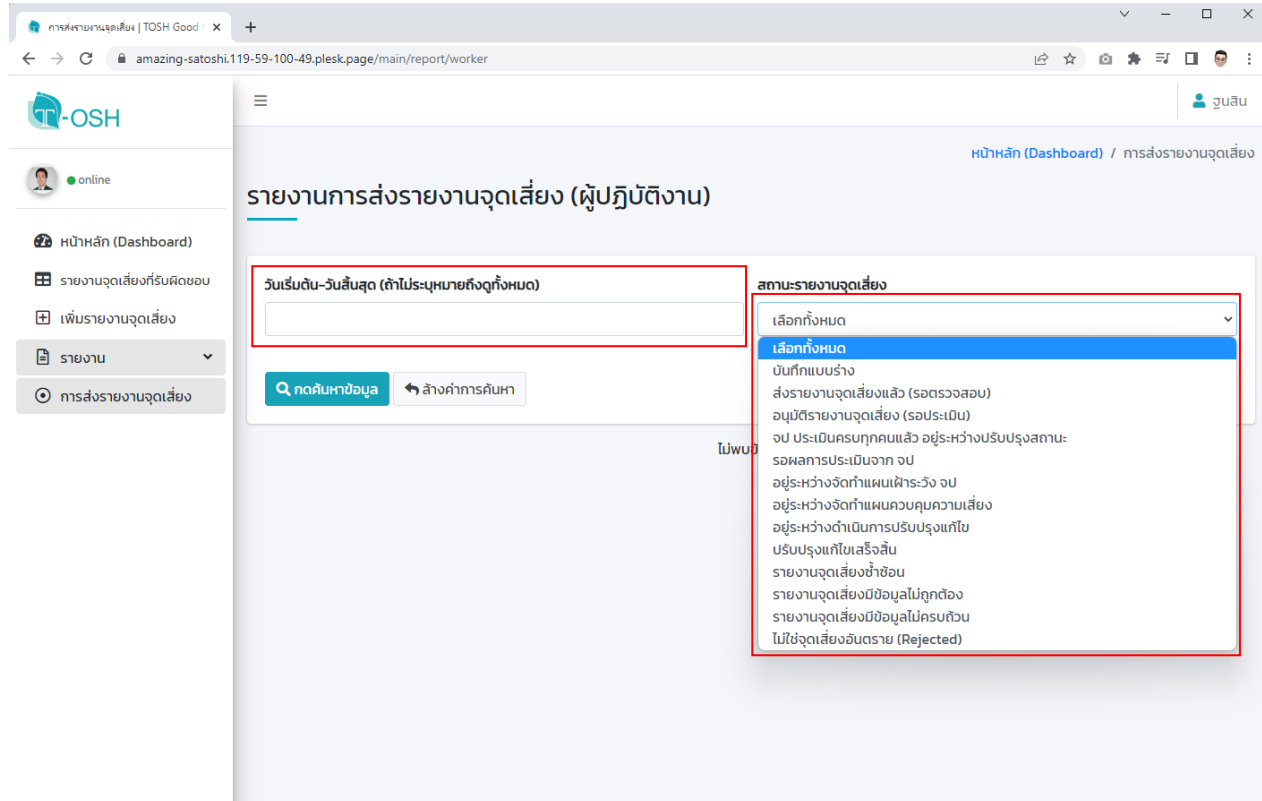 การส่งรายงานจุดเสี่ยง | TOSH Good
amazing-satoshi.119-59-100-49.plesk.page/main/report/worker
T-OSH
ฐนสิน
หน้าหลัก (Dashboard) / การส่งรายงานจุดเสี่ยง
online
รายงานการส่งรายงานจุดเสี่ยง (ผู้ปฏิบัติงาน)
หน้าหลัก (Dashboard)
รายงานจุดเสี่ยงที่รับผิดชอบ
เพิ่มรายงานจุดเสี่ยง
รายงาน
การส่งรายงานจุดเสี่ยง
วันเริ่มต้น-วันสิ้นสุด (ถ้าไม่ระบุหมายถึงดูทั้งหมด)
กดค้นหาข้อมูล
ล้างค่าการค้นหา
สถานะรายงานจุดเสี่ยง
เลือกทั้งหมด
เลือกทั้งหมด
บันทึกแบบร่าง
ส่งรายงานจุดเสี่ยงแล้ว (รอตรวจสอบ)
อนุมัติรายงานจุดเสี่ยง (รอประเมิน)
จป ประเมินครบทุกคนแล้ว อยู่ระหว่างปรับปรุงสถานะ
รอผลการประเมินจาก จป
อยู่ระหว่างจัดทำแผนเฝ้าระวัง จป
อยู่ระหว่างจัดทำแผนควบคุมความเสี่ยง
อยู่ระหว่างดำเนินการปรับปรุงแก้ไข
ปรับปรุงแก้ไขเสร็จสิ้น
รายงานจุดเสี่ยงซ้ำซ้อน
รายงานจุดเสี่ยงมีข้อมูลไม่ถูกต้อง
รายงานจุดเสี่ยงมีข้อมูลไม่ครบถ้วน
ไม่ใช่จุดเสี่ยงอันตราย (Rejected)
ไม่พบ